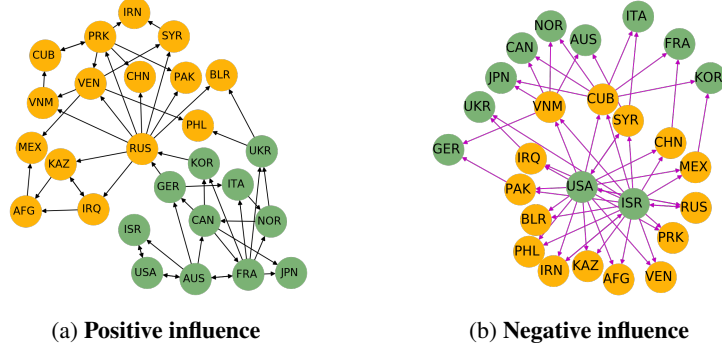 IRN
PRK
SYR
CUB
VEN
CHN
PAK
BLR
VNM
PHL
MEX
RUS
UKR
KAZ
KOR
GER
ITA
AFG
IRQ
CAN
NOR
ISR
USA
AUS
FRA
JPN
(a) Positive influence
ITA
NOR
AUS
CAN
FRA
JPN
KOR
UKR
VNM
CUB
SYR
GER
CHN
IRQ
MEX
PAK
USA
ISR
RUS
BLR
PRK
PHL
IRN
KAZ
AFG
VEN
(b) Negative influence